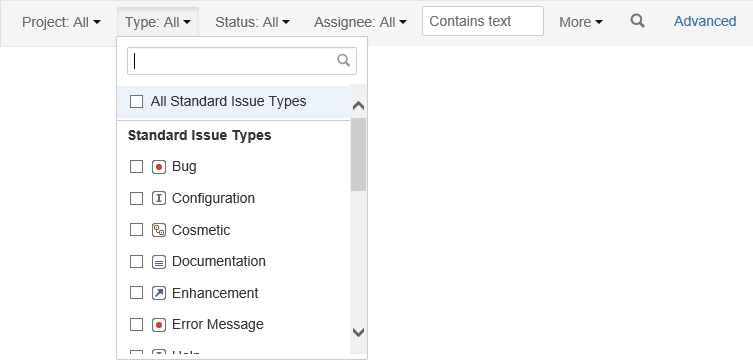 Project: All Type: All Status: All Assignee: All Contains text More Advanced
All Standard Issue Types
Standard Issue Types
Bug
Configuration
Cosmetic
Documentation
Enhancement
Error Message